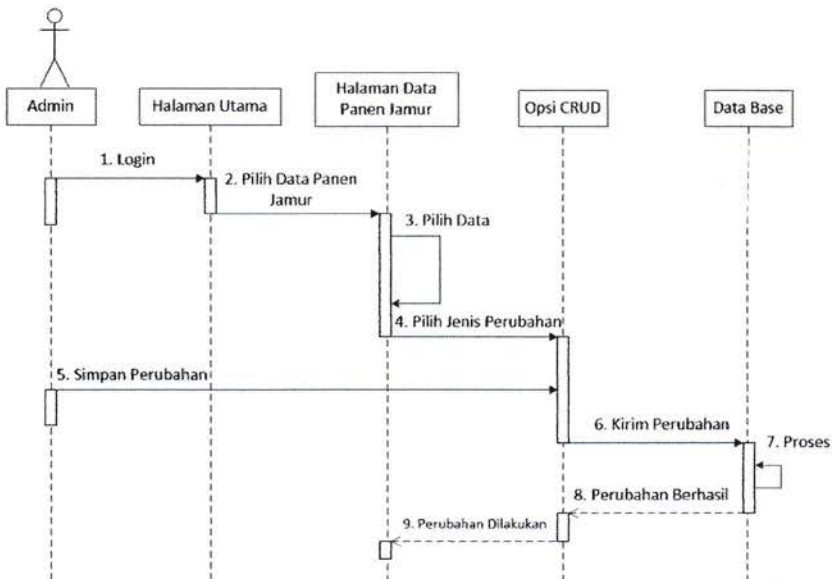 Admin
Halaman Utama
Halaman Data
Panen Jamur
Opsi CRUD
Data Base
1. Login
2. Pilih Data Panen
Jamur
3. Pilih Data
4. Pilih Jenis Perubahan
5. Simpan Perubahan
6. Kirim Perubahan
7. Proses
8. Perubahan Berhasil
9. Perubahan Dilakukan